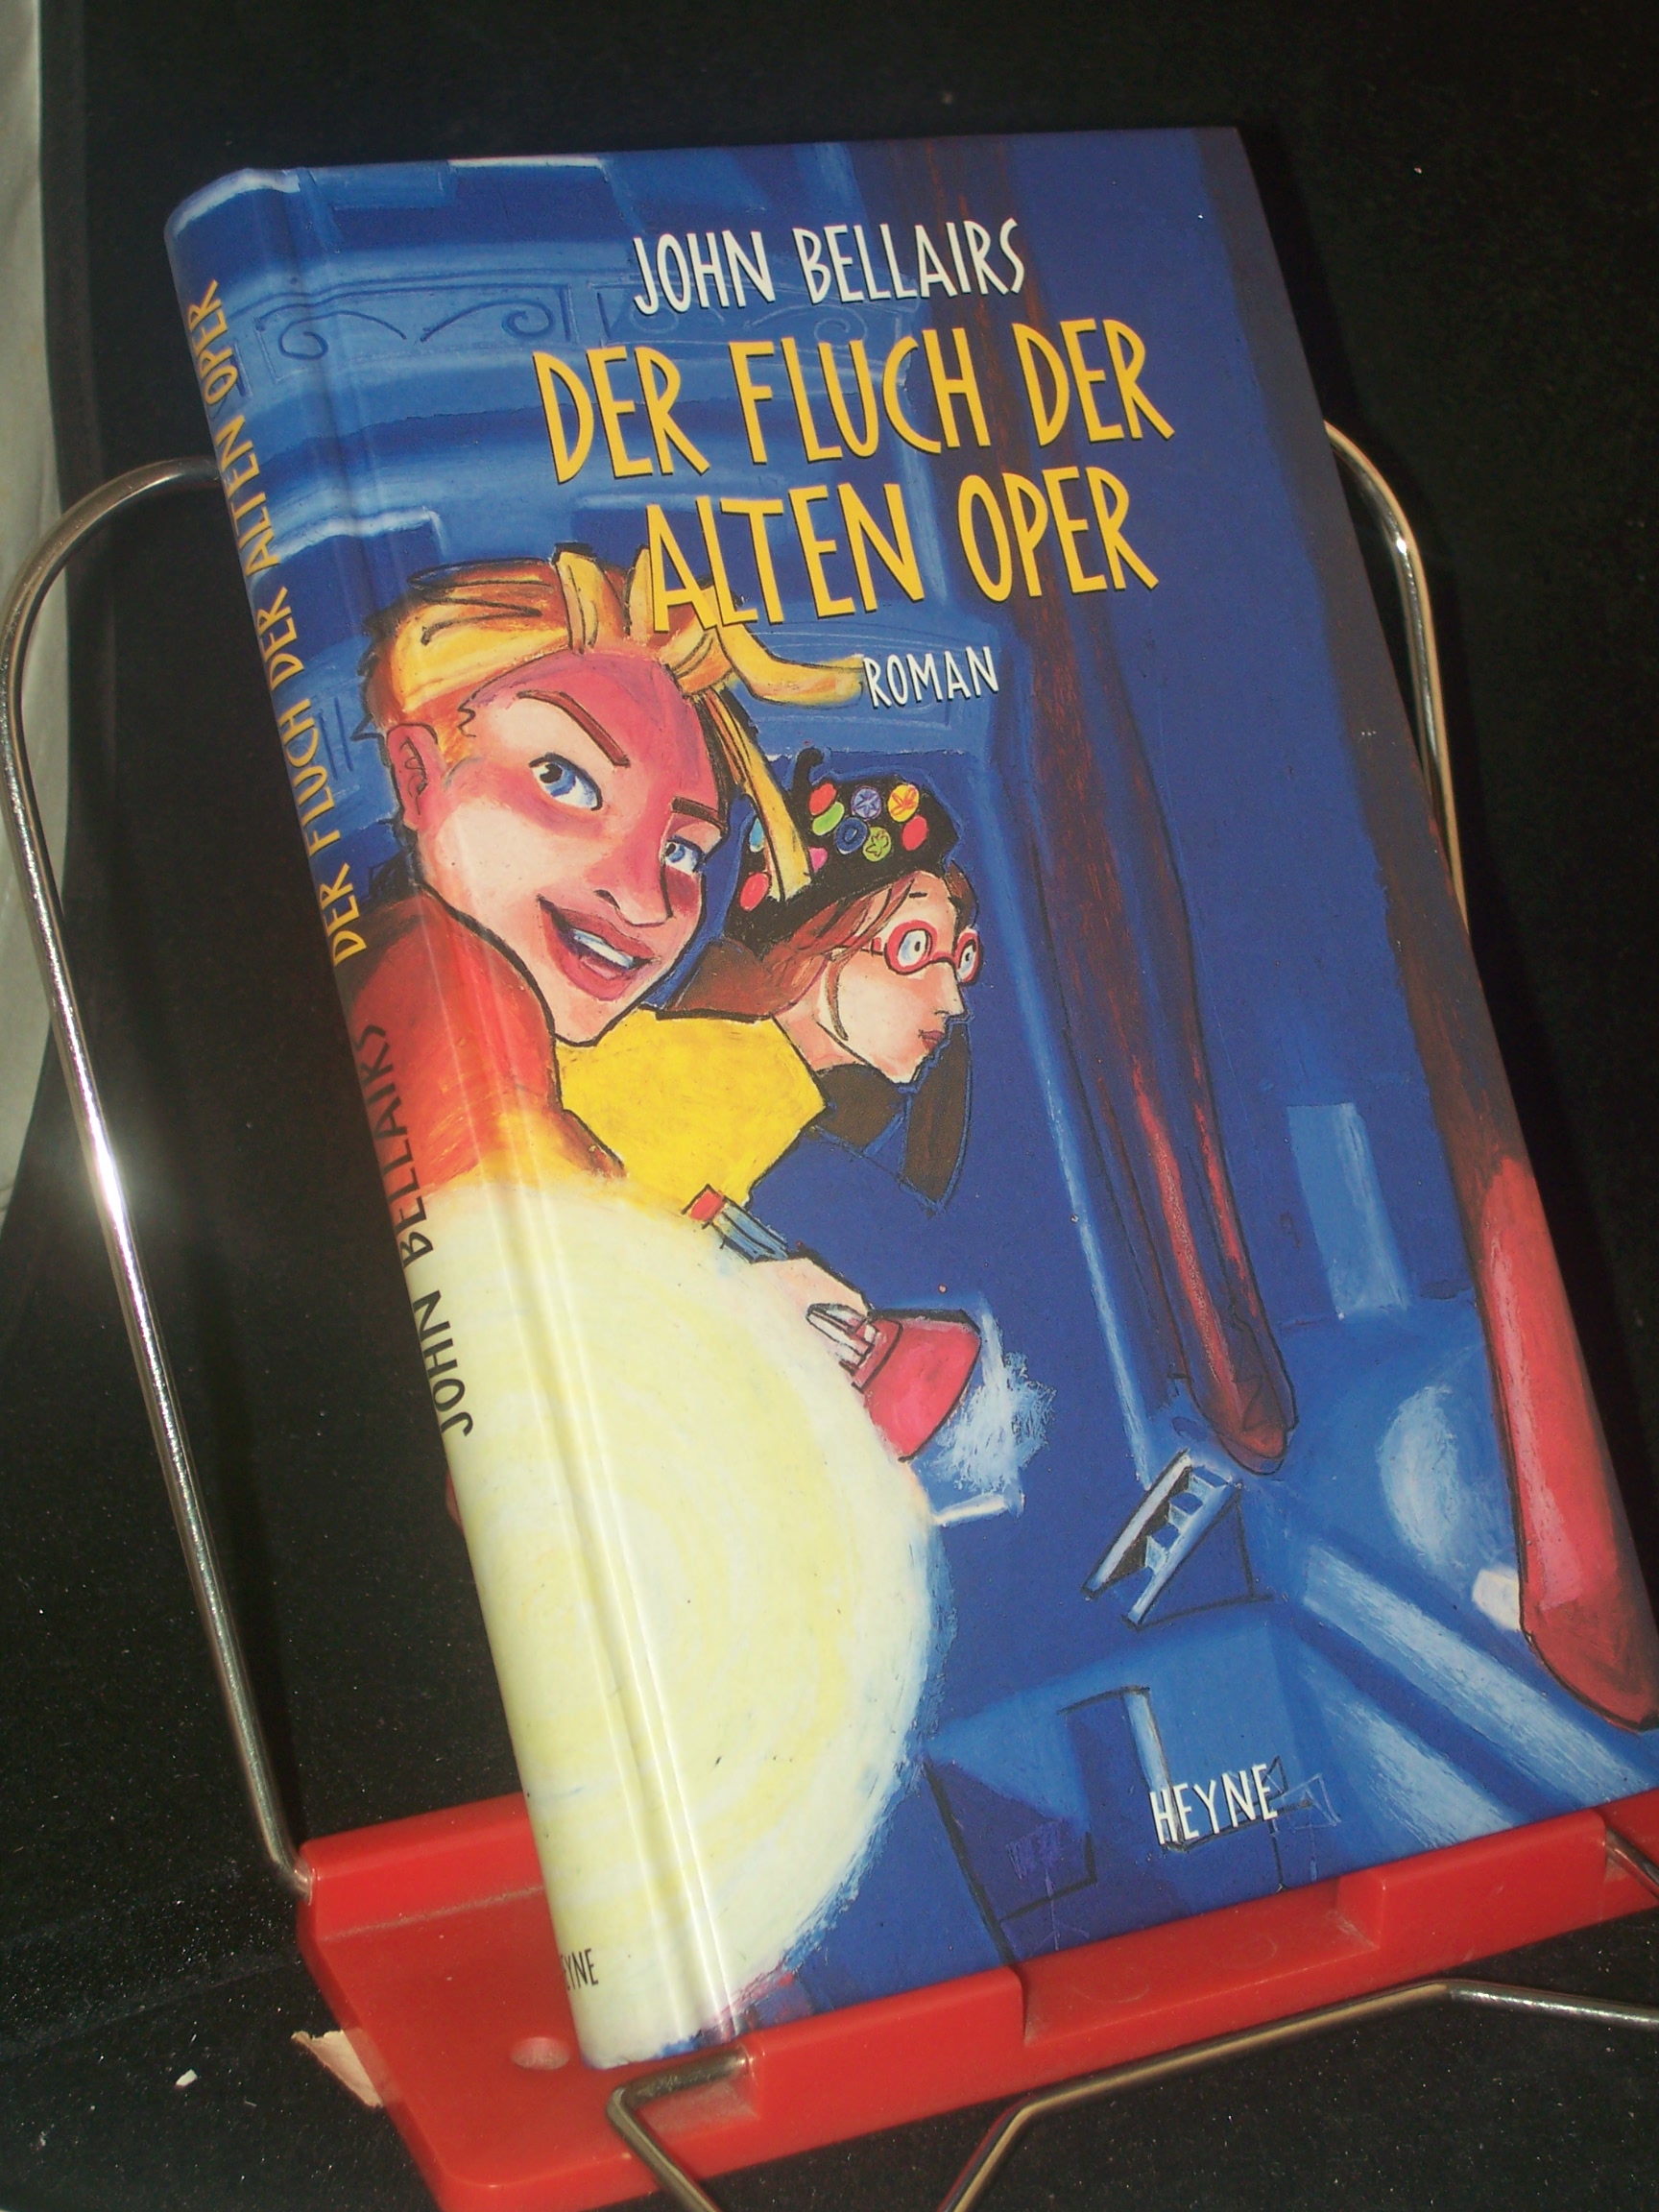 JOHN BELLAIRS
DER FLUCH DER
ALTEN OPER
ROMAN
HEYNE
JOHN BELLAIRS DER FLUCH DER ALTEN OPER